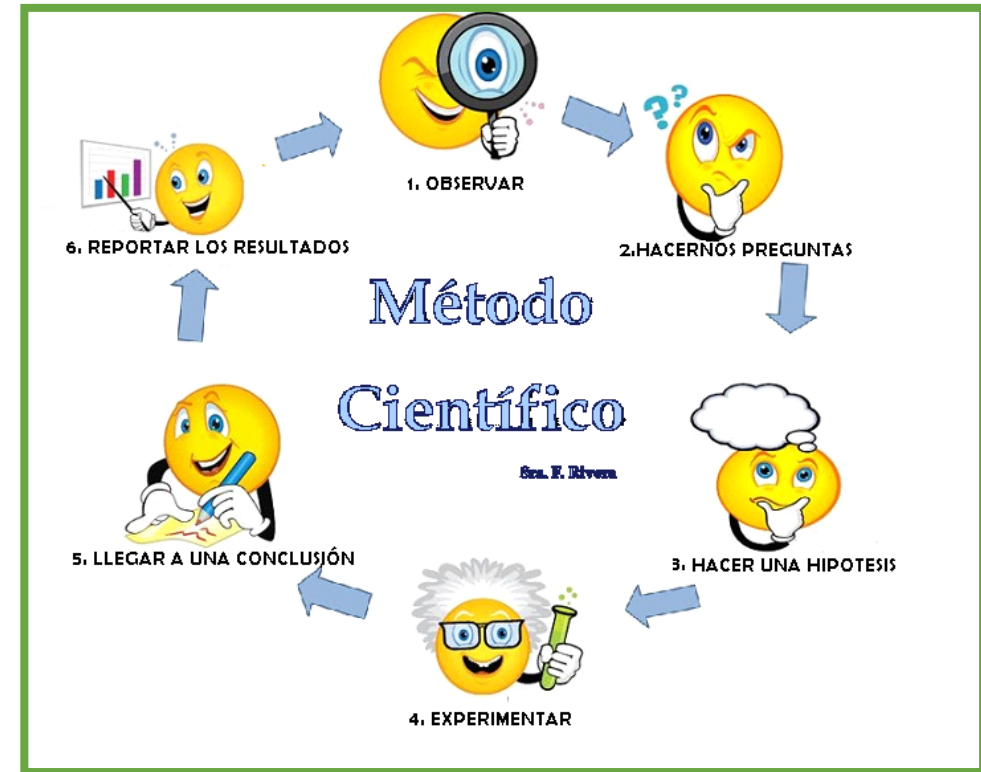 1. OBSERVAR
2.HACERNOS PREGUNTAS
3. HACER UNA HIPOTESIS
4. EXPERIMENTAR
5. LLEGAR A UNA CONCLUSIÓN
6. REPORTAR LOS RESULTADOS
Método
Científico
Sra. F. Rivera